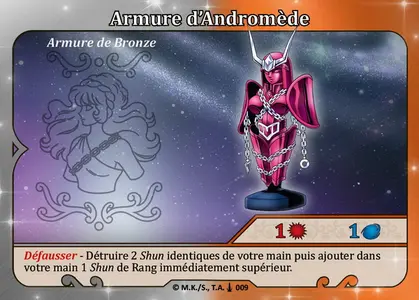 Armure d'Andromède
Armure de Bronze
1 1
Défausser - Détruire 2 Shun identiques de votre main puis ajouter dans
votre main 1 Shun de Rang immédiatement supérieur.
© M.K./S., T.A. 009